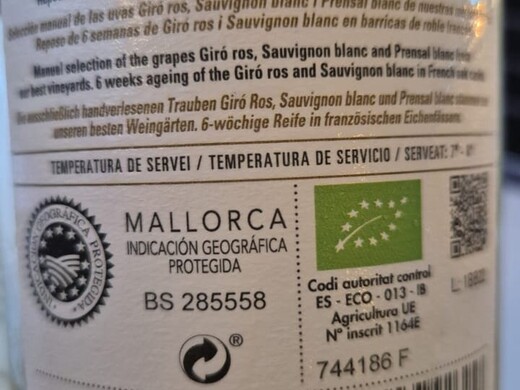 Selección manual de las uvas Giró ros, Sauvignon blanc i Prensal blanc de nuestros
Reposo de 6 semanas de Giró ros i Sauvignon blanc en barricas de roble
Manual selection of the grapes Giró ros, Sauvignon blanc and Prensal blanc
our best vineyards. 6 weeks ageing of the Giró ros and Sauvignon blanc in French oak
Die ausschließlich handverlesenen Trauben Giró Ros, Sauvignon blanc und Prensal blanc
unseren besten Weingärten. 6-wöchige Reife in französischen Eichenfässern.
TEMPERATURA DE SERVEI / TEMPERATURA DE SERVICIO / SERVEAT: 7º -
INDICACIÓN GEOGRÁFICA PROTEGIDA
MALLORCA
INDICACIÓN GEOGRÁFICA
PROTEGIDA
BS 285558
®
Codi autoritat control
ES - ECO - 013 - IB
Agricultura UE
Nº inscrit 1164E
744186 F